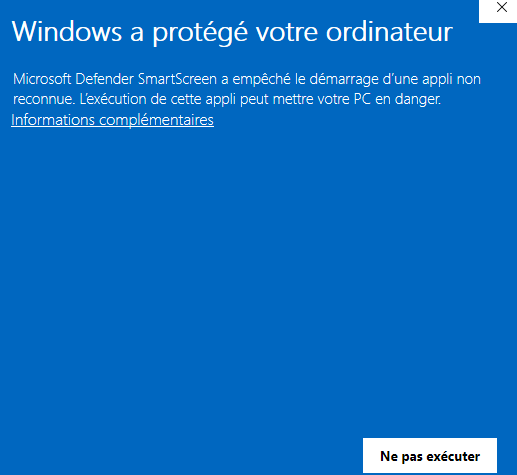 Windows a protégé votre ordinateur
Microsoft Defender SmartScreen a empêché le démarrage d’une appli non
reconnue. L’exécution de cette appli peut mettre votre PC en danger.
Informations complémentaires
Ne pas exécuter